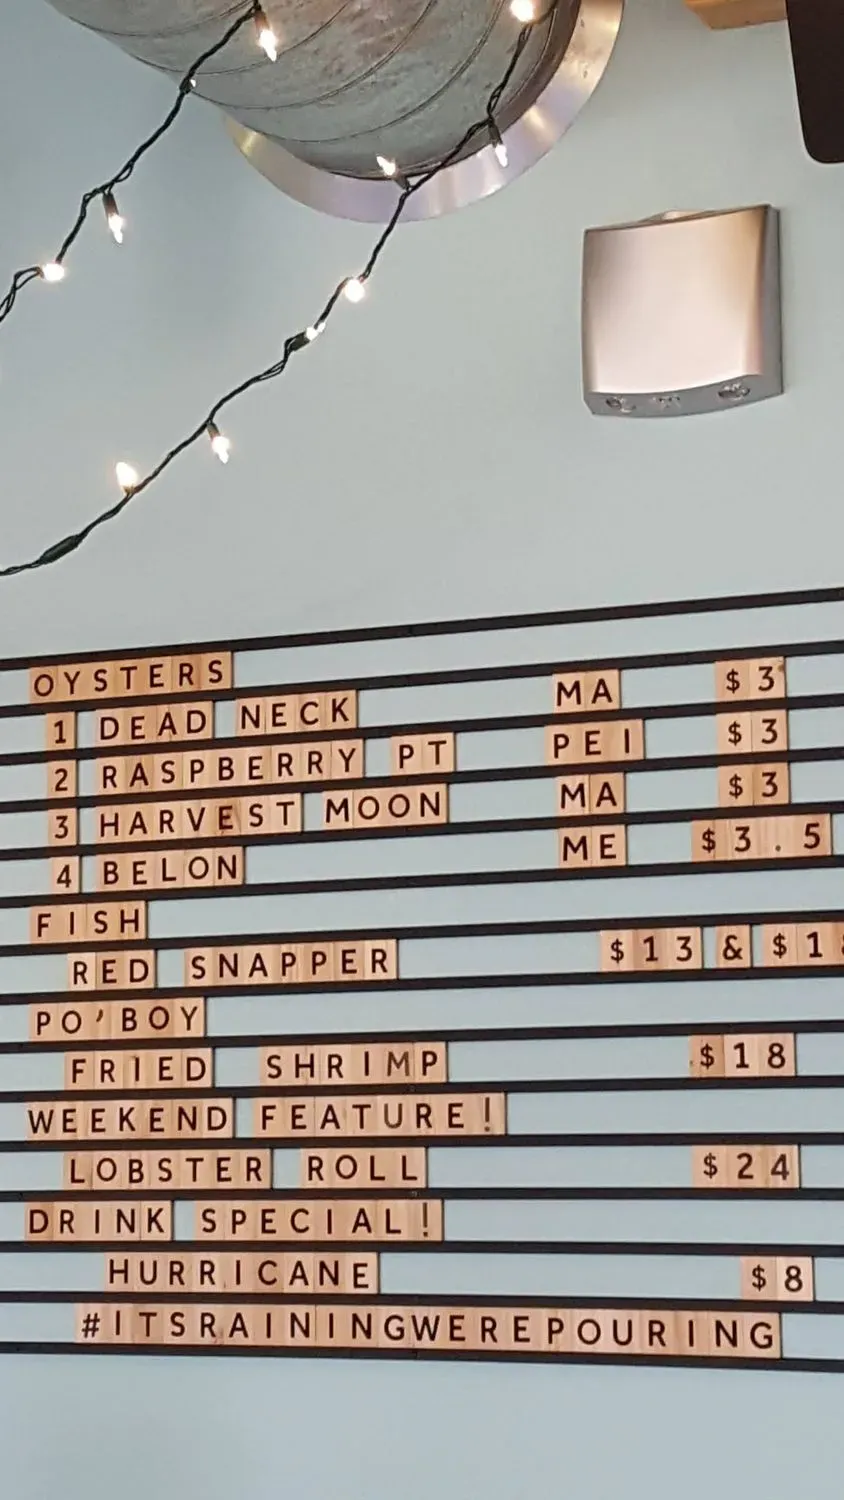 OYSTERS
1 DEAD NECK MA $3
2 RASPBERRY PT PEI $3
3 HARVEST MOON MA $3
4 BELON ME $3.5
FISH
RED SNAPPER $13 & $1
PO'BOY
FRIED SHRIMP $18
WEEKEND FEATURE!
LOBSTER ROLL $24
DRINK SPECIAL!
HURRICANE $8
#ITSRAININGWEREPOURING